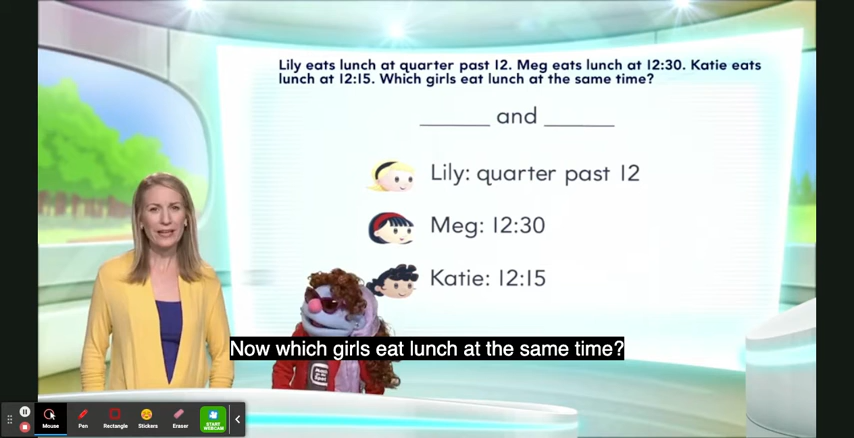 Lily eats lunch at quarter past 12. Meg eats lunch at 12:30. Katie eats
lunch at 12:15. Which girls eat lunch at the same time?
______ and ______
Lily: quarter past 12
Meg: 12:30
Katie: 12:15
Now which girls eat lunch at the same time?
Mouse
Pen
Rectangle
Stickers
Eraser
START
WEBCAM